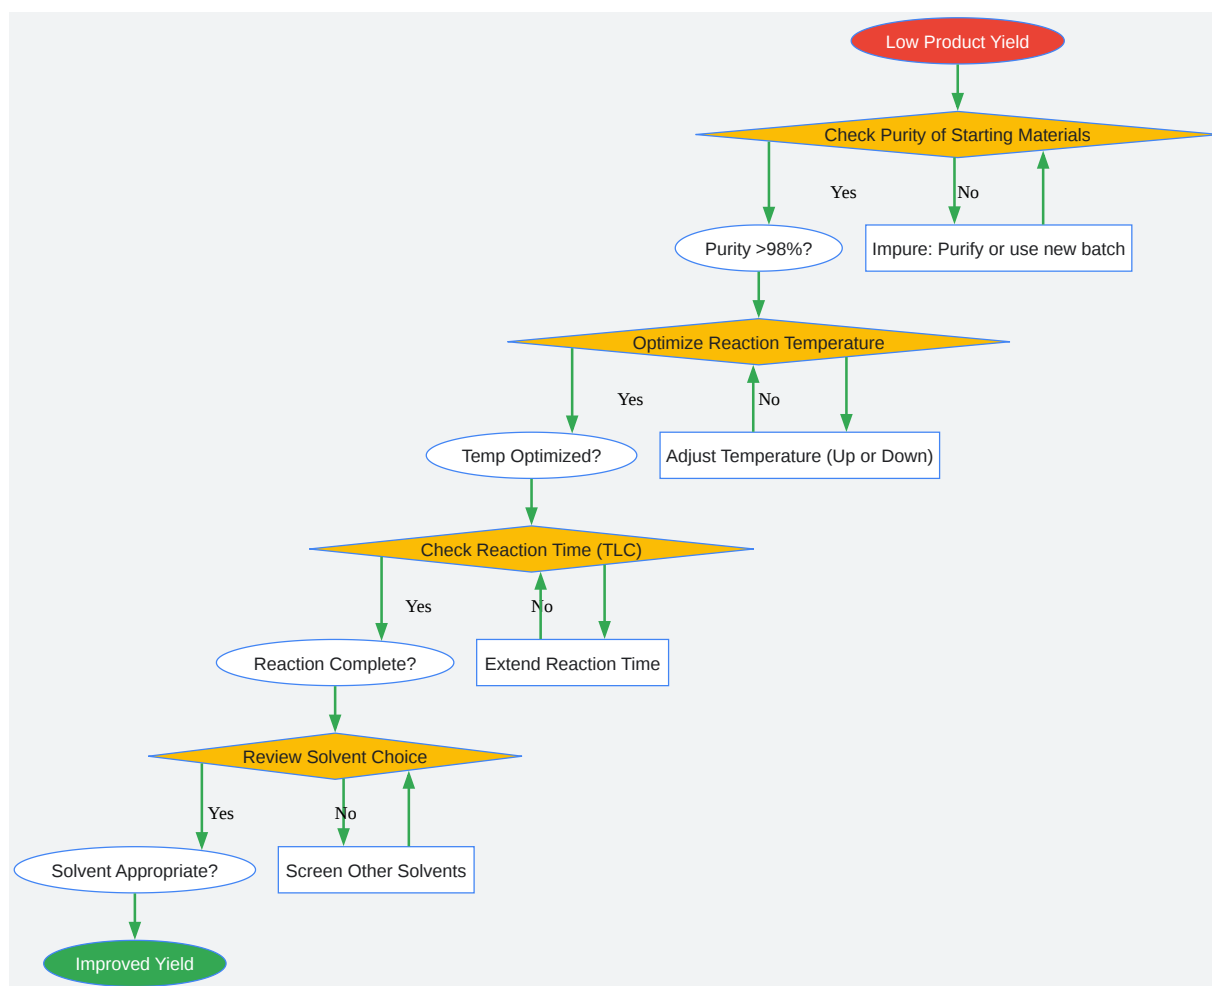 Low Product Yield
Check Purity of Starting Materials
Yes
No
Purity >98%?
Impure: Purify or use new batch
Optimize Reaction Temperature
Yes
No
Temp Optimized?
Adjust Temperature (Up or Down)
Check Reaction Time (TLC)
Yes
No
Reaction Complete?
Extend Reaction Time
Review Solvent Choice
Yes
No
Solvent Appropriate?
Screen Other Solvents
Improved Yield